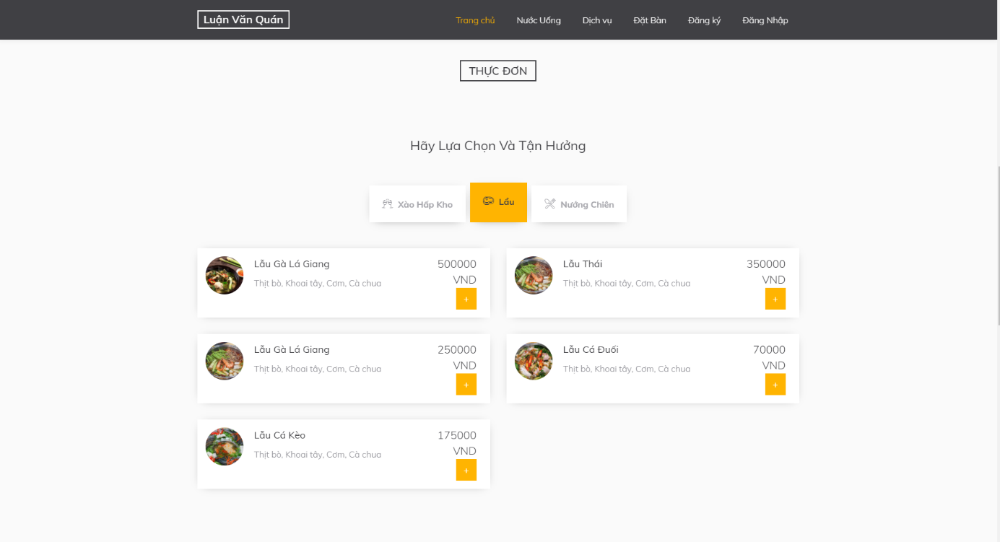 Luận Văn Quán
Trang chủ Nước Uống Dịch vụ Đặt Bàn Đăng ký Đăng Nhập
THỰC ĐƠN
Hãy Lựa Chọn Và Tận Hưởng
Xào Hấp Kho Lẩu Nướng Chiên
Lẩu Gà Lá Giang
500000
VND
Thịt bò, Khoai tây, Cơm, Cà chua
+
Lẩu Thái
350000
VND
Thịt bò, Khoai tây, Cơm, Cà chua
+
Lẩu Gà Lá Giang
250000
VND
Thịt bò, Khoai tây, Cơm, Cà chua
+
Lẩu Cá Đuối
70000
VND
Thịt bò, Khoai tây, Cơm, Cà chua
+
Lẩu Cá Kèo
175000
VND
Thịt bò, Khoai tây, Cơm, Cà chua
+